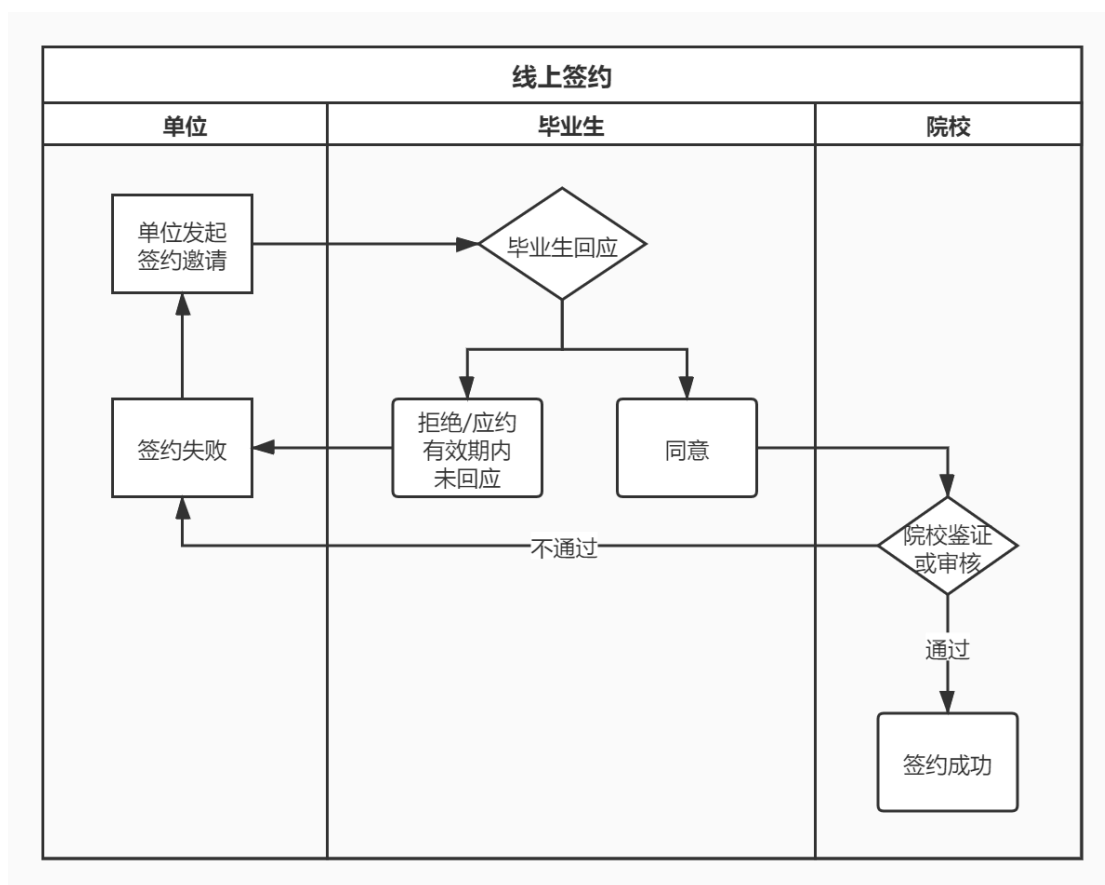 线上签约
单位
毕业生
院校
单位发起
签约邀请
毕业生回应
签约失败
拒绝/应约
有效期内
未回应
同意
院校鉴证
或审核
不通过
通过
签约成功